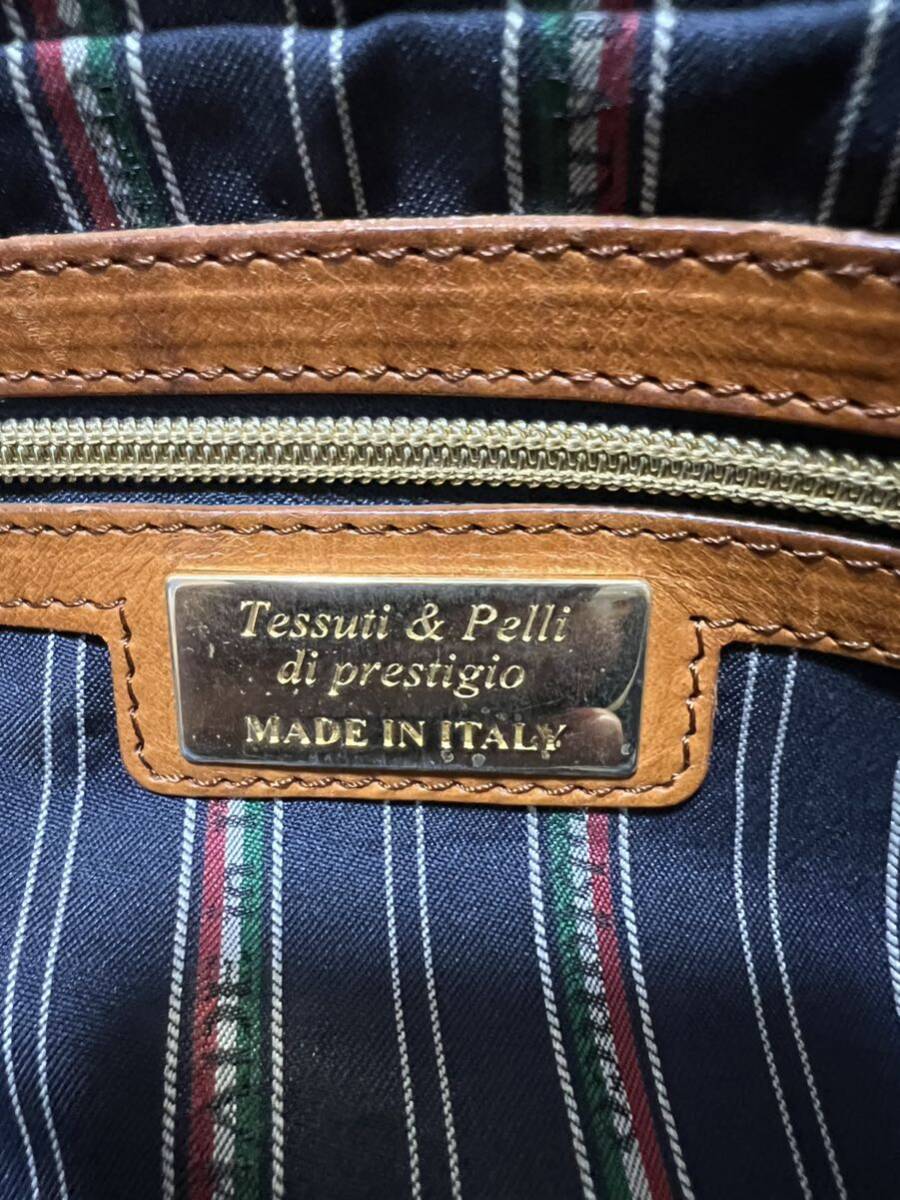 Tessuti & Pelli
di prestigio
MADE IN ITALY